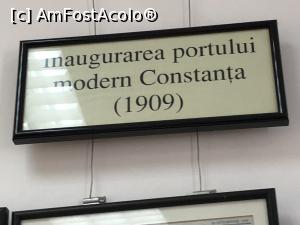 [c] AmFostAcolo®
Inaugurarea portului
modern Constanța
(1909)